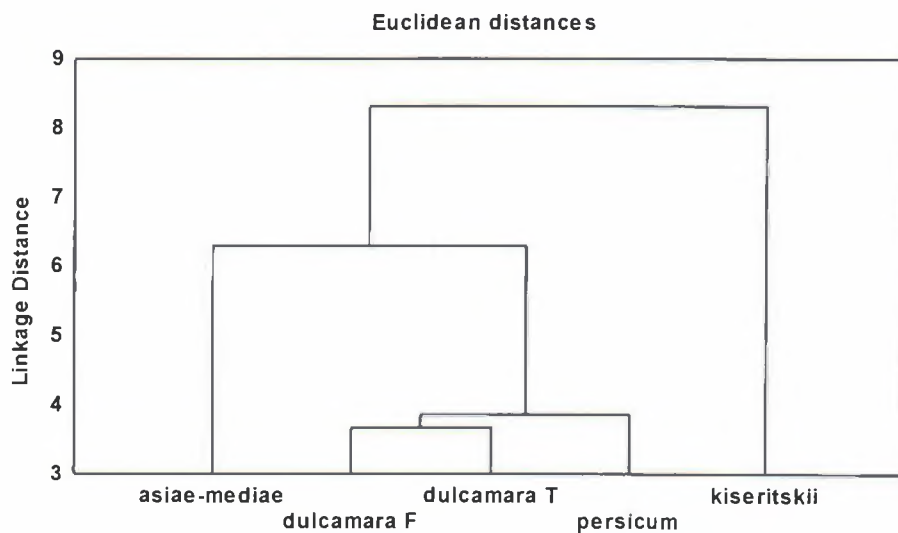 Euclidean distances
9
8
7
6
5
4
3
Linkage Distance
asiae-mediae dulcamara T kiseritskii
dulcamara F persicum